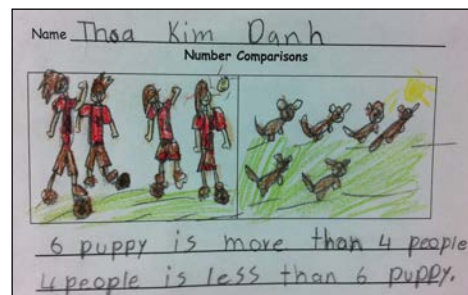 Name Thoa Kim Danh
Number Comparisons
6 puppy is more than 4 people
4 people is less than 6 puppy.